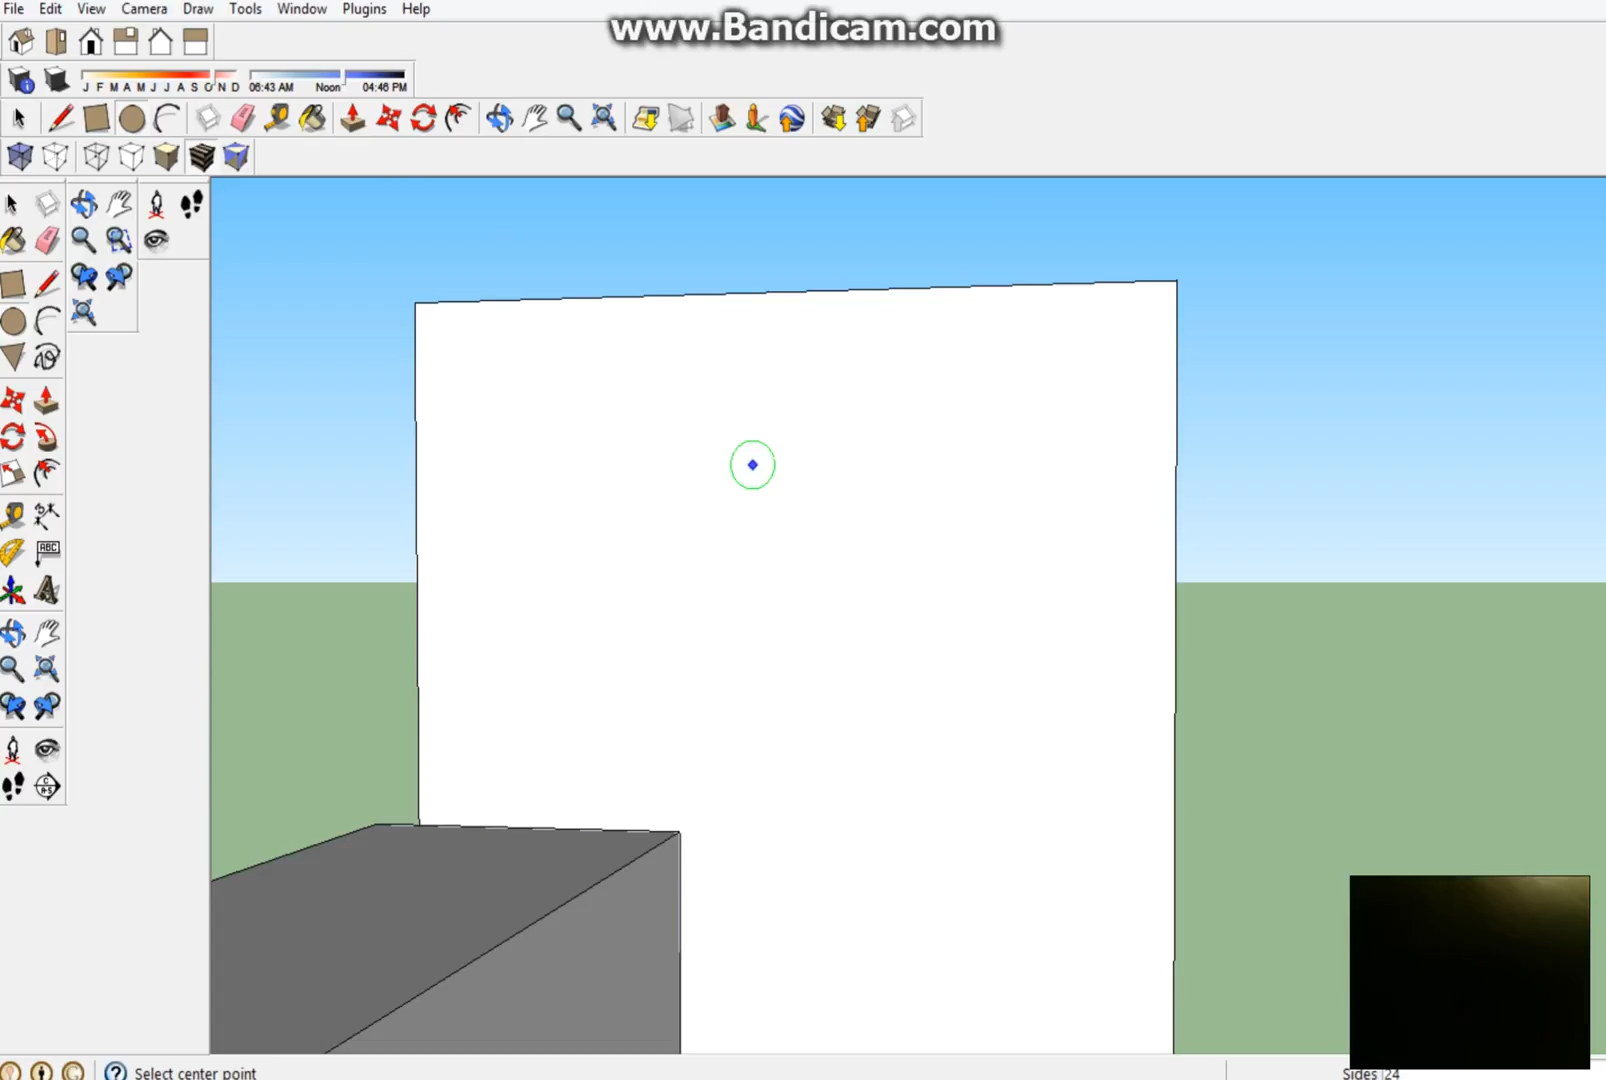 File Edit View Camera Draw Tools Window Plugins Help
www.Bandicam.com
J F M A M J J A S O N D 06:43 AM Noon 04:46 PM
ABC
Select center point
Sides 24